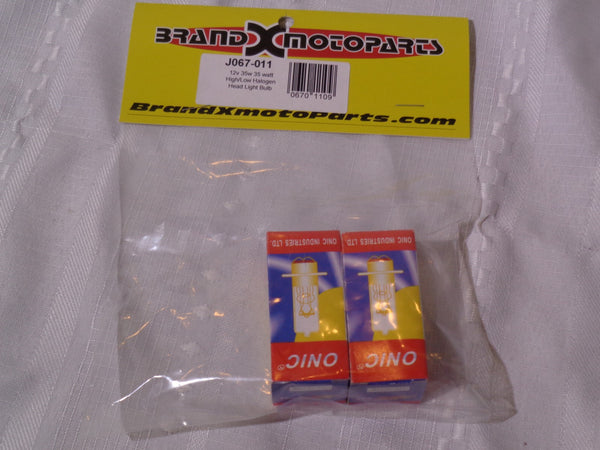 BRANDXMOTOPARTS
J067-011
12v 35w 35 watt
High/Low Halogen
Head Light Bulb
0670 1109
BrandXmotoParts.com
ONIC INDUSTRIES LTD.
ONIC INDUSTRIES LTD.
ONIC®
ONIC®